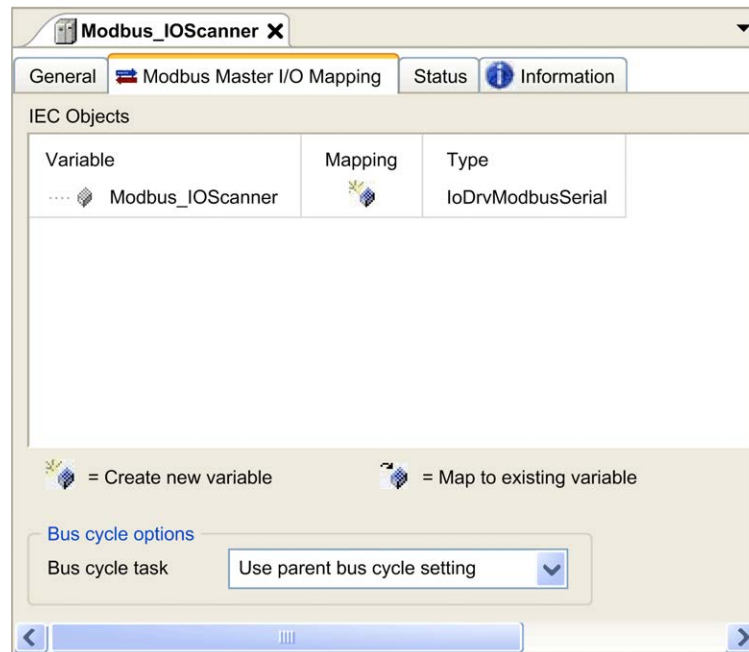 Modbus_IOScanner
General Modbus Master I/O Mapping Status Information
IEC Objects
Variable Mapping Type
Modbus_IOScanner IoDrvModbusSerial
= Create new variable = Map to existing variable
Bus cycle options
Bus cycle task Use parent bus cycle setting